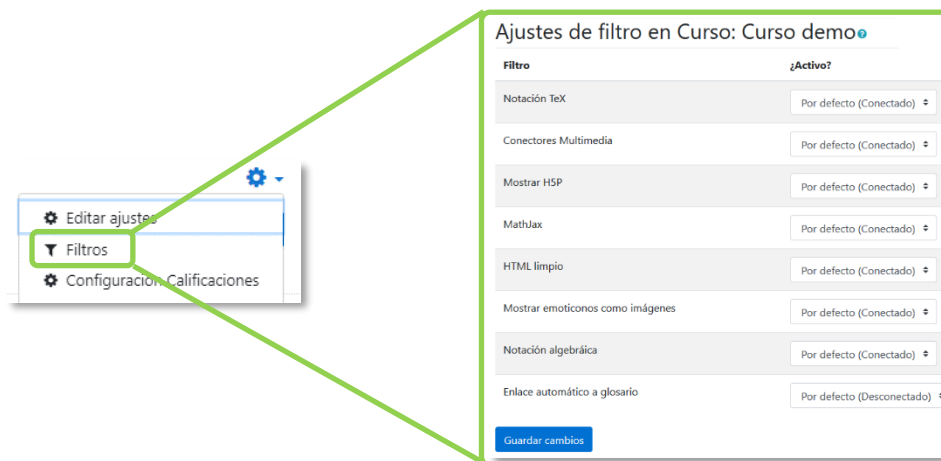 Editar ajustes
Filtros
Configuración Calificaciones
Ajustes de filtro en Curso: Curso demo
Filtro ¿Activo?
Notación TeX Por defecto (Conectado)
Conectores Multimedia Por defecto (Conectado)
Mostrar H5P Por defecto (Conectado)
MathJax Por defecto (Conectado)
HTML limpio Por defecto (Conectado)
Mostrar emoticonos como imágenes Por defecto (Conectado)
Notación algebráica Por defecto (Conectado)
Enlace automático a glosario Por defecto (Desconectado)
Guardar cambios